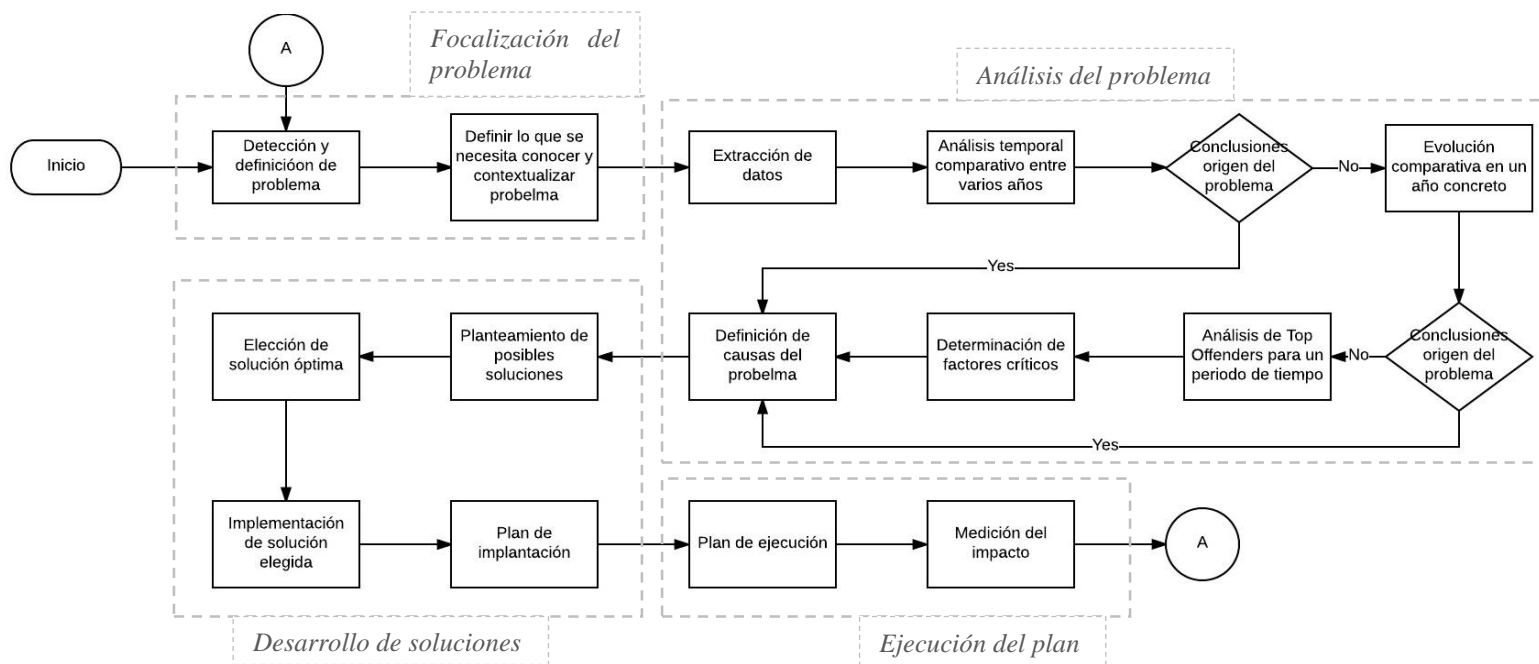 A
Focalización del
problema
Análisis del problema
Inicio
Detección y
definicióon de
problema
Definir lo que se
necesita conocer y
contextualizar
probelma
Extracción de
datos
Análisis temporal
comparativo entre
varios años
Conclusiones
origen del
problema
No
Evolución
comparativa en un
año concreto
Yes
Elección de
solución óptima
Planteamiento de
posibles
soluciones
Definición de
causas del
probelma
Determinación de
factores críticos
Análisis de Top
Offenders para un
periodo de tiempo
No
Conclusiones
origen del
problema
Yes
Implementación
de solución
elegida
Plan de
implantación
Plan de ejecución
Medición del
impacto
A
Desarrollo de soluciones
Ejecución del plan